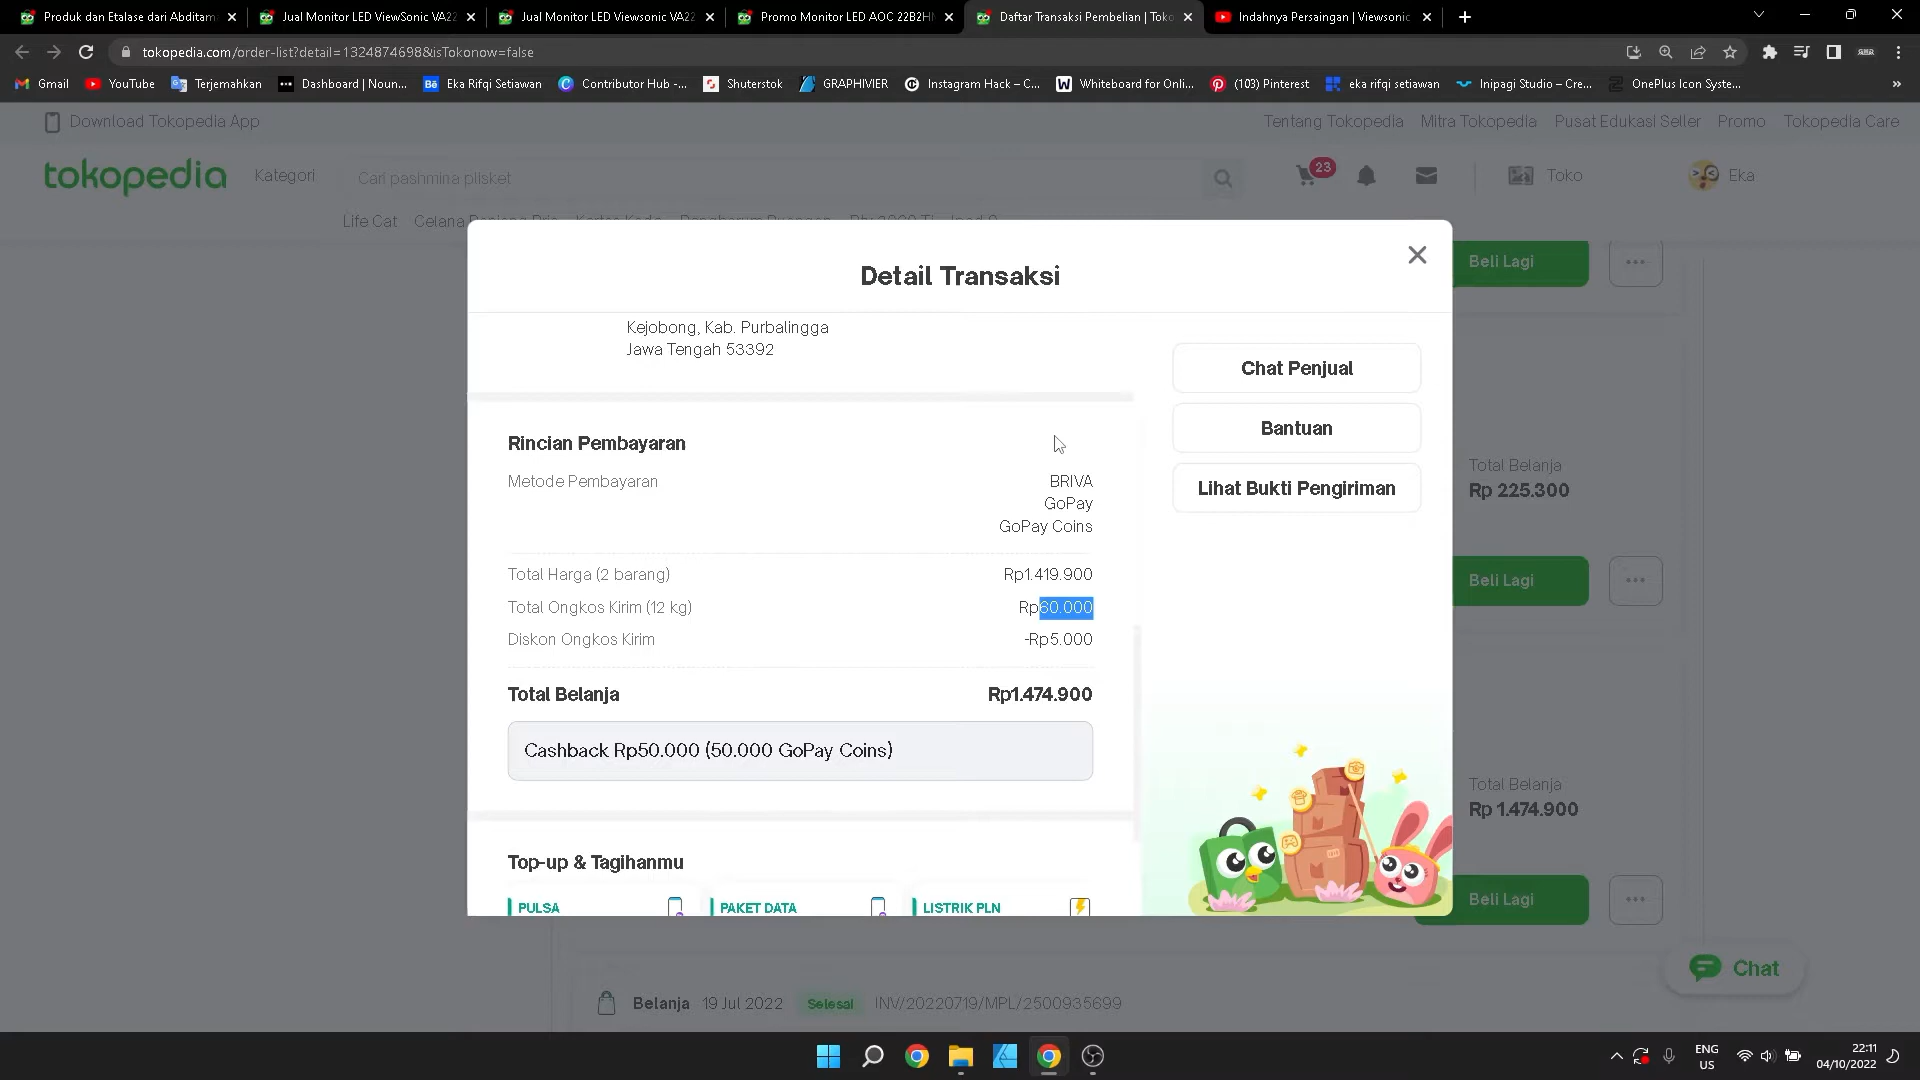 Produk dan Etalase dari Abditam
Jual Monitor LED ViewSonic VA22
Jual Monitor LED Viewsonic VA22
Promo Monitor LED AOC 22B2H
Daftar Transaksi Pembelian | Toko
Indahnya Persaingan | Viewsonic
tokopedia.com/order-list?detail=1324874698&isTokonow=false
Gmail
YouTube
Terjemahkan
Dashboard | Noun...
Eka Rifqi Setiawan
Contributor Hub -...
Shuterstok
GRAPHIVIER
Instagram Hack – C...
Whiteboard for Onli...
(103) Pinterest
eka rifqi setiawan
Inipagi Studio – Cre...
OnePlus Icon Syste...
»
Download Tokopedia App
Tentang Tokopedia
Mitra Tokopedia
Pusat Edukasi Seller
Promo
Tokopedia Care
tokopedia
Kategori
Cari pashmina plisket
23
Toko
Eka
Life Cat
Detail Transaksi
Kejobong, Kab. Purbalingga
Jawa Tengah 53392
Chat Penjual
Bantuan
Lihat Bukti Pengiriman
Rincian Pembayaran
Metode Pembayaran
BRIVA
GoPay
GoPay Coins
Total Harga (2 barang)
Rp1.419.900
Total Ongkos Kirim (12 kg)
Rp60.000
Diskon Ongkos Kirim
-Rp5.000
Total Belanja
Rp1.474.900
Cashback Rp50.000 (50.000 GoPay Coins)
Top-up & Tagihanmu
PULSA
PAKET DATA
LISTRIK PLN
Beli Lagi
Total Belanja
Rp 225.300
Beli Lagi
Total Belanja
Rp 1.474.900
Beli Lagi
Chat
Belanja
19 Jul 2022
Selesai
INV/20220719/MPL/2500935699
ENG
US
22:11
04/10/2022